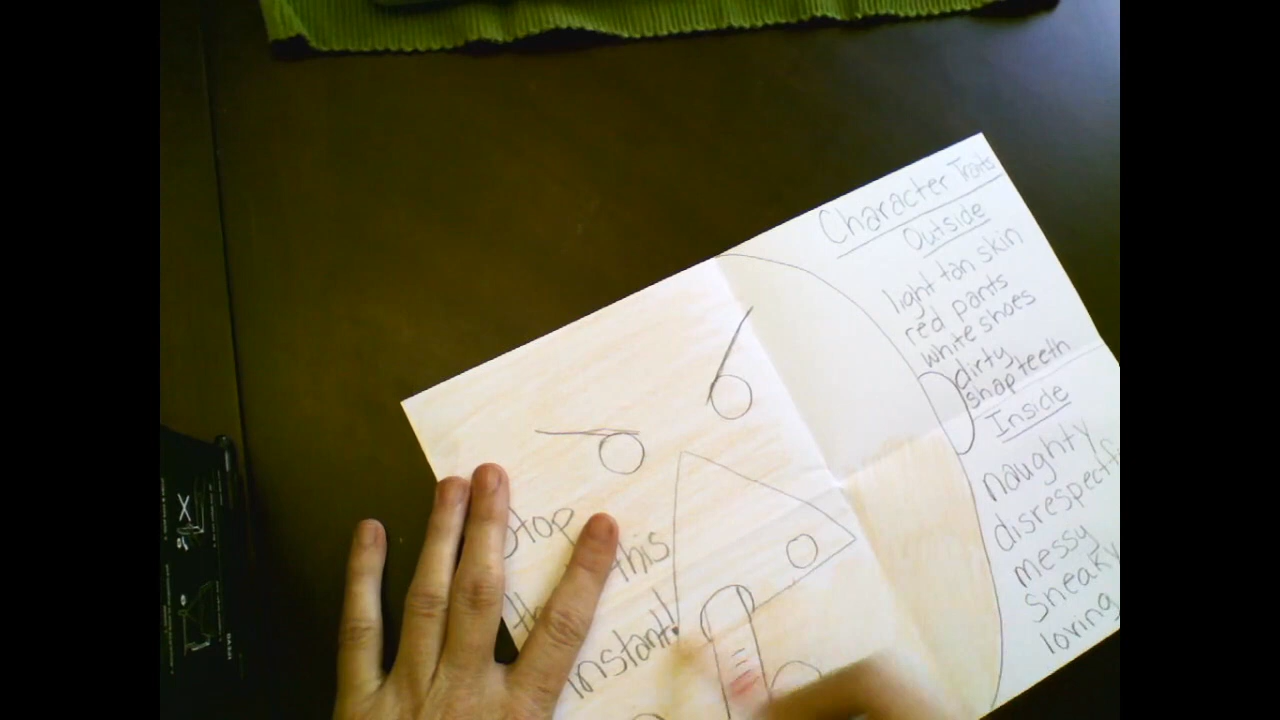 Character Traits
Outside
light tan skin
red pants
white shoes
dirty
shap teeth
Inside
naughty
messy
sneaky
loving
Stop
this
instant!